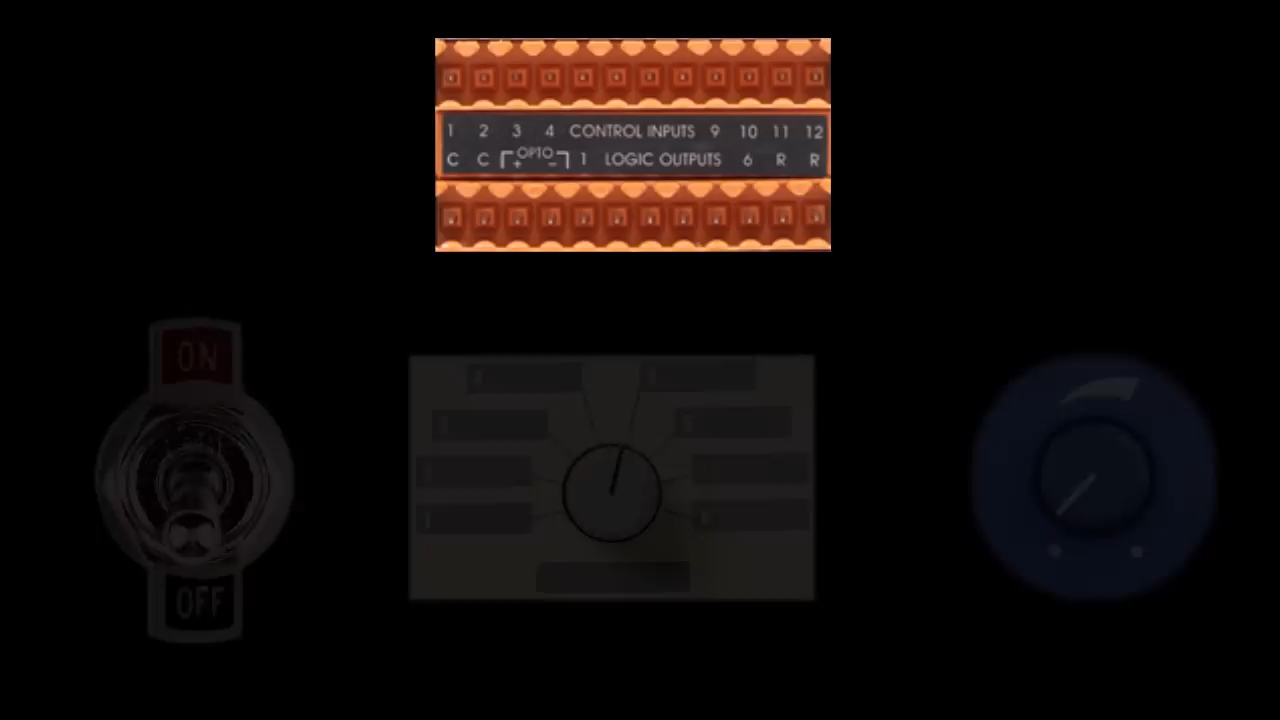 1 2 3 4 CONTROL INPUTS 9 10 11 12
C C OPTO + − 1 LOGIC OUTPUTS 6 R R
ON
OFF